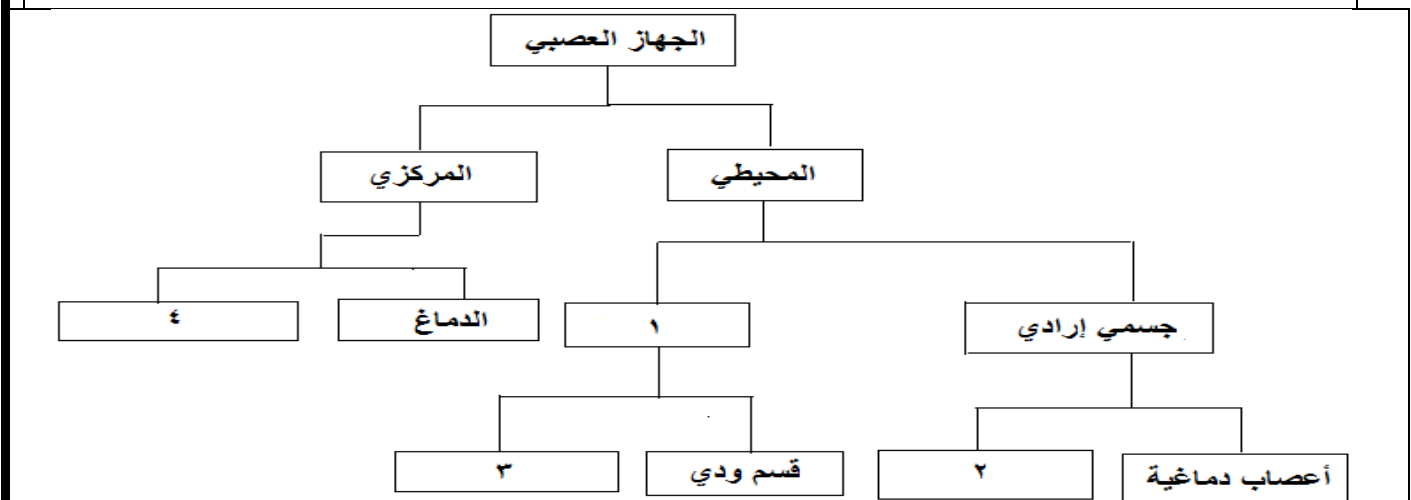 الجهاز العصبي
المحيطي
المركزي
جسمي إرادي
١
الدماغ
٤
أعصاب دماغية
٢
قسم ودي
٣